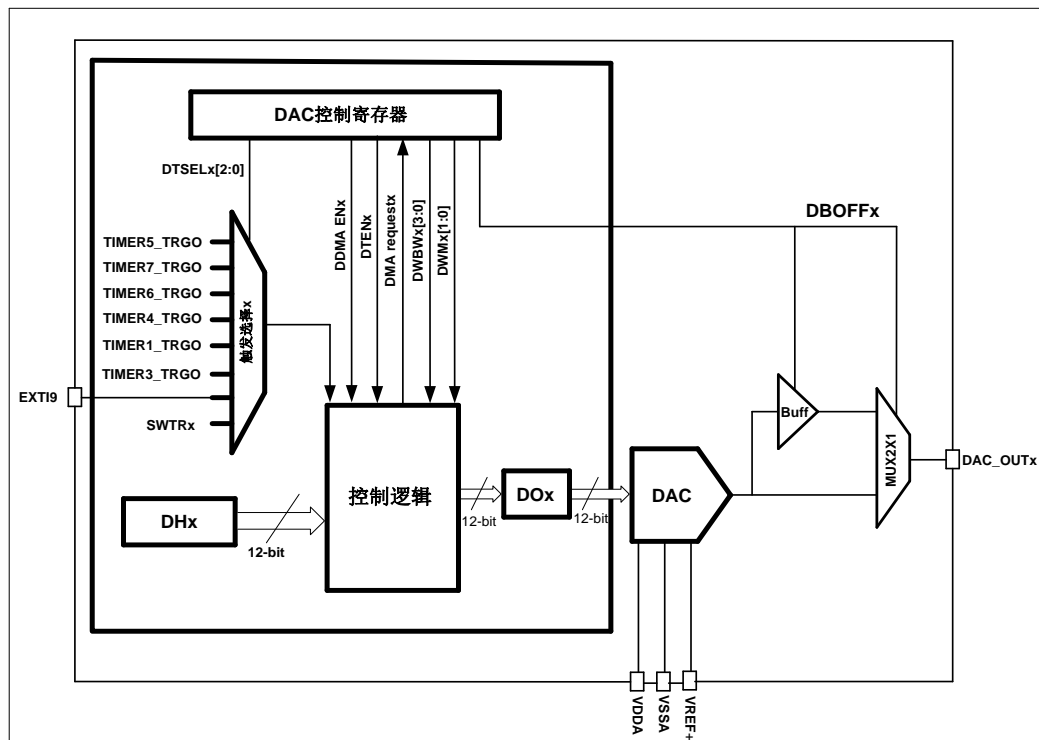 DAC控制寄存器
DTSELx[2:0]
DDMA ENx
DTENx
DMA requestx
DWBWx[3:0]
DWMx[1:0]
DBOFFx
TIMER5_TRGO
TIMER7_TRGO
TIMER6_TRGO
TIMER4_TRGO
TIMER1_TRGO
TIMER3_TRGO
EXTI9
SWTRx
触发选择x
Buff
MUX2X1
DAC_OUTx
控制逻辑
DHx
12-bit
12-bit
DOx
12-bit
DAC
VDDA
VSSA
VREF+